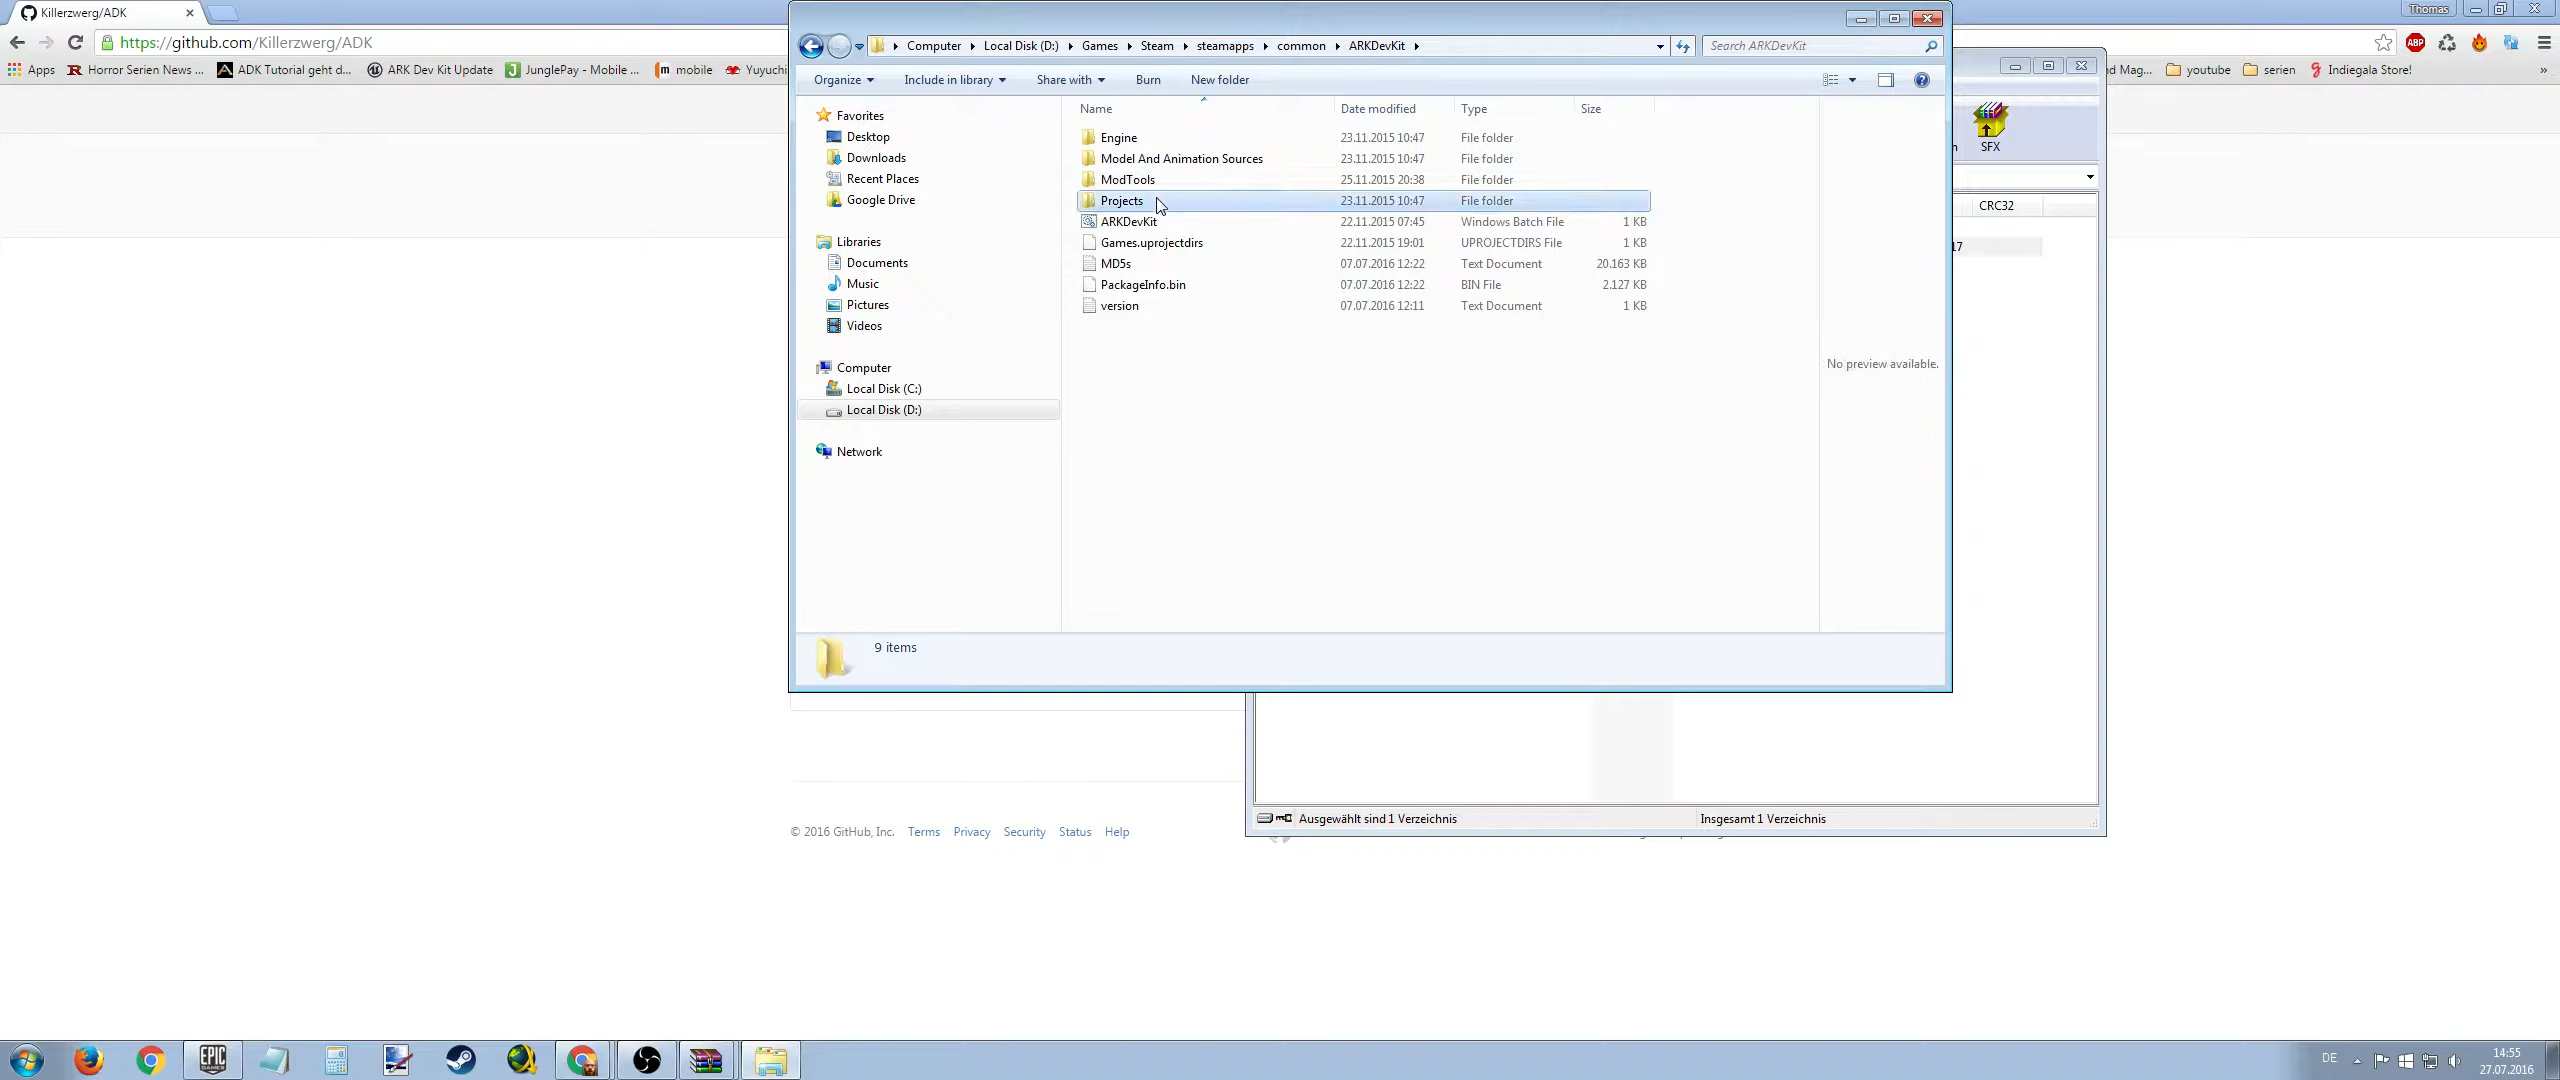 Killerzwerg/ADK
Thomas
https://github.com/Killerzwerg/ADK
Apps
Horror Serien News ...
ADK Tutorial geht d...
ARK Dev Kit Update
JunglePay - Mobile ...
mobile
Yuyuchi
nd Mag...
youtube
serien
Indiegala Store!
»
Computer
Local Disk (D:)
Games
Steam
steamapps
common
ARKDevKit
Search ARKDevKit
Organize
Include in library
Share with
Burn
New folder
Favorites
Desktop
Downloads
Recent Places
Google Drive
Libraries
Documents
Music
Pictures
Videos
Computer
Local Disk (C:)
Local Disk (D:)
Network
Name Date modified Type Size
Engine 23.11.2015 10:47 File folder
Model And Animation Sources 23.11.2015 10:47 File folder
ModTools 25.11.2015 20:38 File folder
Projects 23.11.2015 10:47 File folder
ARKDevKit 22.11.2015 07:45 Windows Batch File 1 KB
Games.uprojectdirs 22.11.2015 19:01 UPROJECTDIRS File 1 KB
MD5s 07.07.2016 12:22 Text Document 20.163 KB
PackageInfo.bin 07.07.2016 12:22 BIN File 2.127 KB
version 07.07.2016 12:11 Text Document 1 KB
No preview available.
9 items
ABP
n
SFX
CRC32
17
Ausgewählt sind 1 Verzeichnis
Insgesamt 1 Verzeichnis
© 2016 GitHub, Inc. Terms Privacy Security Status Help
EPIC
GAMES
DE
14:55
27.07.2016